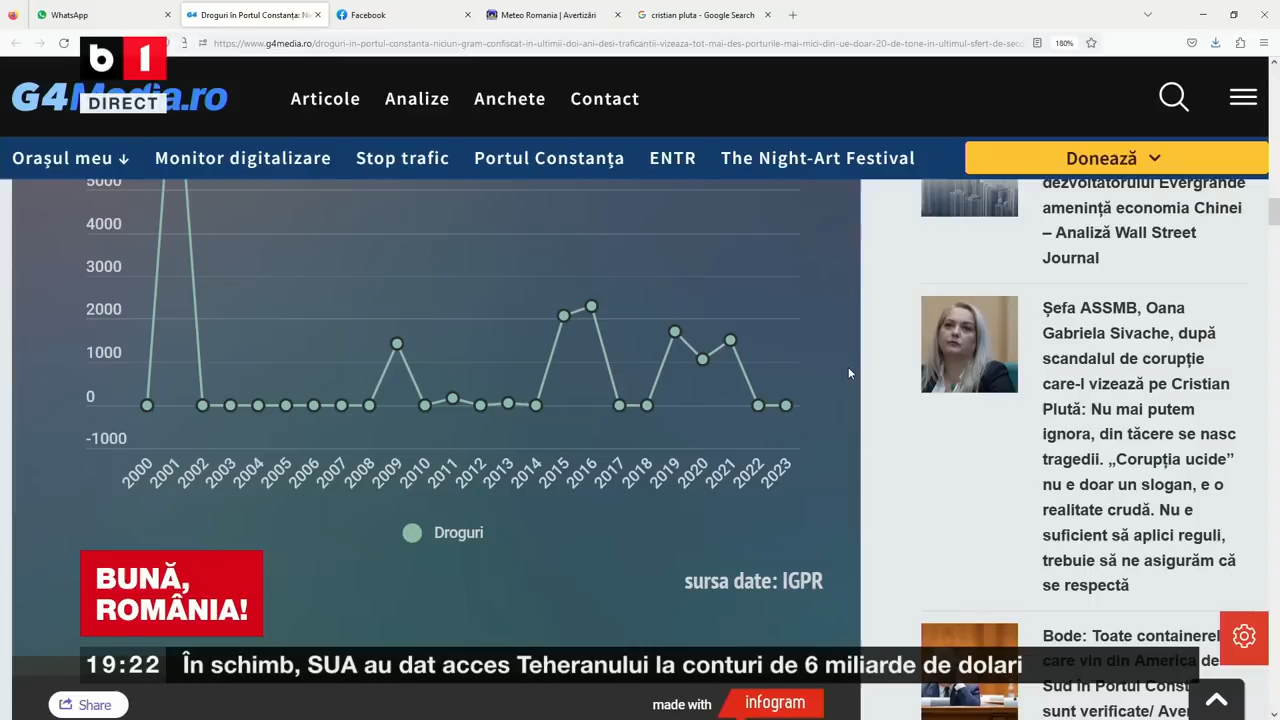 WhatsApp
Droguri în Portul Constanța: Ni
Facebook
Meteo Romania | Avertizări
cristian pluta - Google Search
https://www.g4media.ro/droguri-in-portul-constanta-niciun-gram-confiscat-in-ultimii-doi-ani-desi-traficantii-vizeaza-tot-mai-des-porturile-mici-din-ue-doar-20-de-tone-in-ultimul-sfert-de-seco
180%
b1
DIRECT
G4Media.ro
Articole
Analize
Anchete
Contact
Orașul meu
Monitor digitalizare
Stop trafic
Portul Constanța
ENTR
The Night-Art Festival
Donează
5000
4000
3000
2000
1000
0
-1000
2000
2001
2002
2003
2004
2005
2006
2007
2008
2009
2010
2011
2012
2013
2014
2015
2016
2017
2018
2019
2020
2021
2022
2023
Droguri
sursa date: IGPR
dezvoltatorului Evergrande
amenință economia Chinei
– Analiză Wall Street
Journal
Șefa ASSMB, Oana
Gabriela Sivache, după
scandalul de corupție
care-l vizează pe Cristian
Plută: Nu mai putem
ignora, din tăcere se nasc
tragedii. „Corupția ucide”
nu e doar un slogan, e o
realitate crudă. Nu e
suficient să aplici reguli,
trebuie să ne asigurăm că
se respectă
Bode: Toate containerel
care vin din America de
Sud în Portul Const
sunt verificate/ Aver
BUNĂ,
ROMÂNIA!
19:22 În schimb, SUA au dat acces Teheranului la conturi de 6 miliarde de dolari
Share
made with infogram